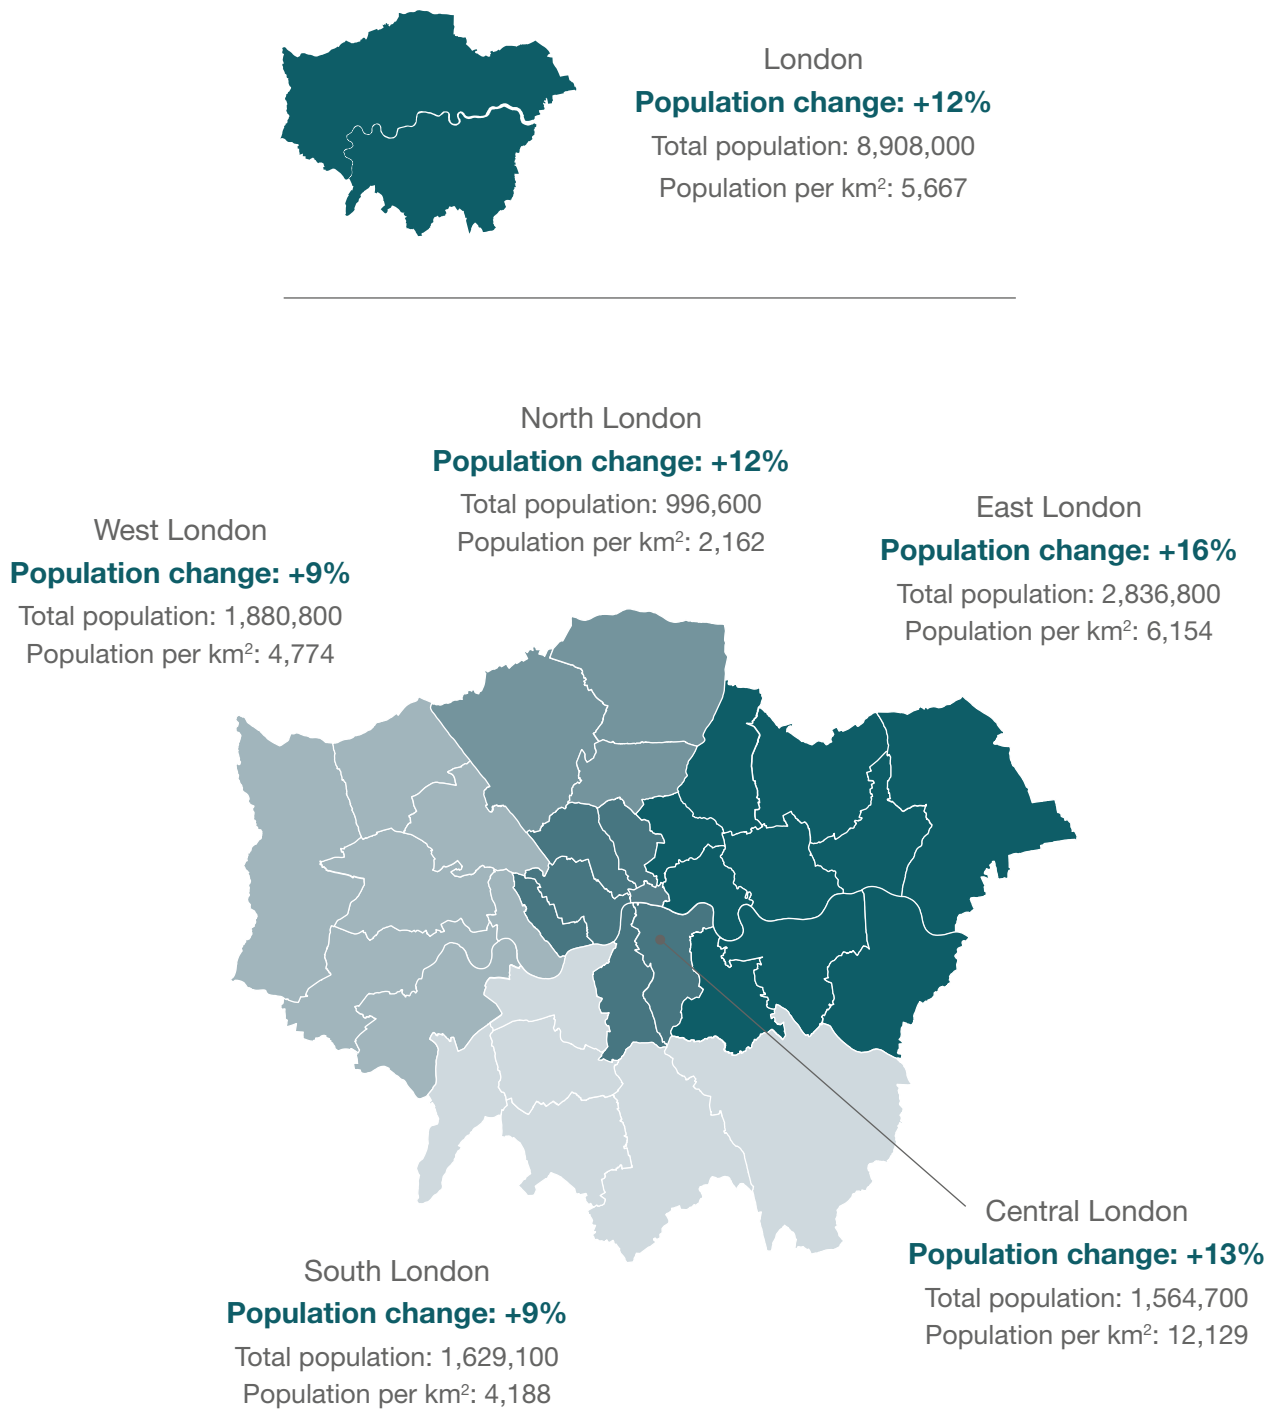 London
Population change: +12%
Total population: 8,908,000
Population per km²: 5,667
North London
Population change: +12%
Total population: 996,600
Population per km²: 2,162
East London
Population change: +16%
Total population: 2,836,800
Population per km²: 6,154
West London
Population change: +9%
Total population: 1,880,800
Population per km²: 4,774
Central London
Population change: +13%
Total population: 1,564,700
Population per km²: 12,129
South London
Population change: +9%
Total population: 1,629,100
Population per km²: 4,188